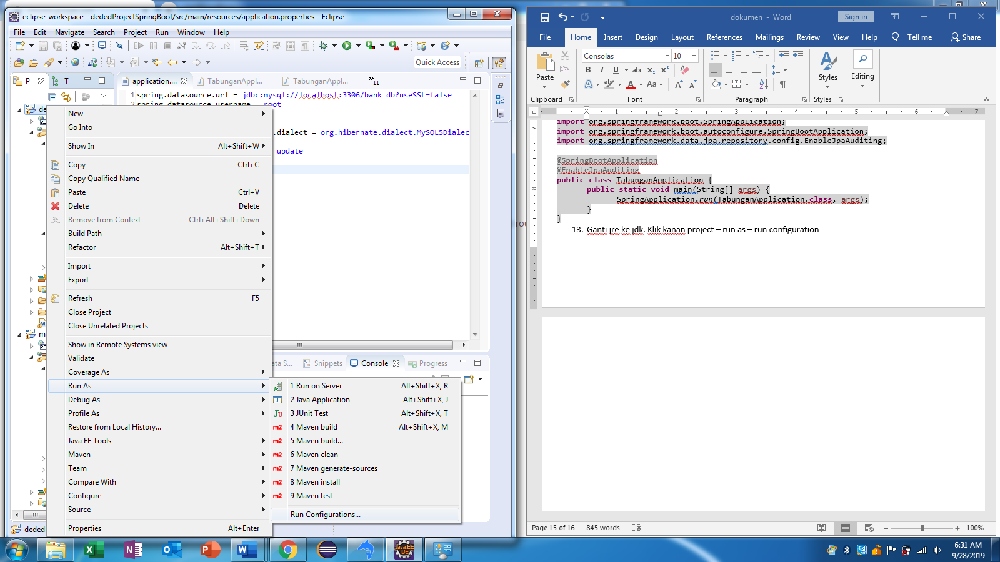 eclipse-workspace - dededProjectSpringBoot/src/main/resources/application.properties - Eclipse
File Edit Navigate Search Project Run Window Help
Quick Access
P T
application.... TabunganAppl... TabunganAppl... »11
1 spring.datasource.url = jdbc:mysql://localhost:3306/bank_db?useSSL=false
.dialect = org.hibernate.dialect.MySQL5Dialec
update
New
Go Into
Show In Alt+Shift+W
Copy Ctrl+C
Copy Qualified Name
Paste Ctrl+V
Delete Delete
Remove from Context Ctrl+Alt+Shift+Down
Build Path
Refactor Alt+Shift+T
Import
Export
Refresh F5
Close Project
Close Unrelated Projects
Show in Remote Systems view
Validate
Coverage As
Run As
Debug As
Profile As
Restore from Local History...
Java EE Tools
Maven
Team
Compare With
Configure
Source
Properties Alt+Enter
ata S... Snippets Console Progress
1 Run on Server Alt+Shift+X, R
2 Java Application Alt+Shift+X, J
3 JUnit Test Alt+Shift+X, T
4 Maven build Alt+Shift+X, M
5 Maven build...
6 Maven clean
7 Maven generate-sources
8 Maven install
9 Maven test
Run Configurations...
dokumen - Word
Sign in
File Home Insert Design Layout References Mailings Review View Help Tell me Share
Paste
Consolas 10
B I U abc x₂ x²
Aa
Styles
Editing
Clipboard Font Paragraph Styles
1 2 3 4 5 6 7
import org.springframework.boot.SpringApplication;
import org.springframework.boot.autoconfigure.SpringBootApplication;
import org.springframework.data.jpa.repository.config.EnableJpaAuditing;
@SpringBootApplication
@EnableJpaAuditing
public class TabunganApplication {
public static void main(String[] args) {
SpringApplication.run(TabunganApplication.class, args);
}
}
13. Ganti jre ke jdk. Klik kanan project – run as – run configuration
Page 15 of 16 845 words
100%
6:31 AM
9/28/2019